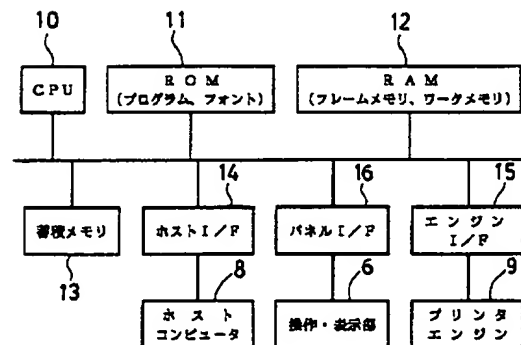 10
11
12
CPU
ROM
(プログラム、フォント)
RAM
(フレームメモリ、ワークメモリ)
14
16
15
蓄積メモリ
ホストI/F
パネルI/F
エンジン
I/F
13
8
6
9
ホスト
コンピュータ
操作・表示部
プリンタ
エンジン